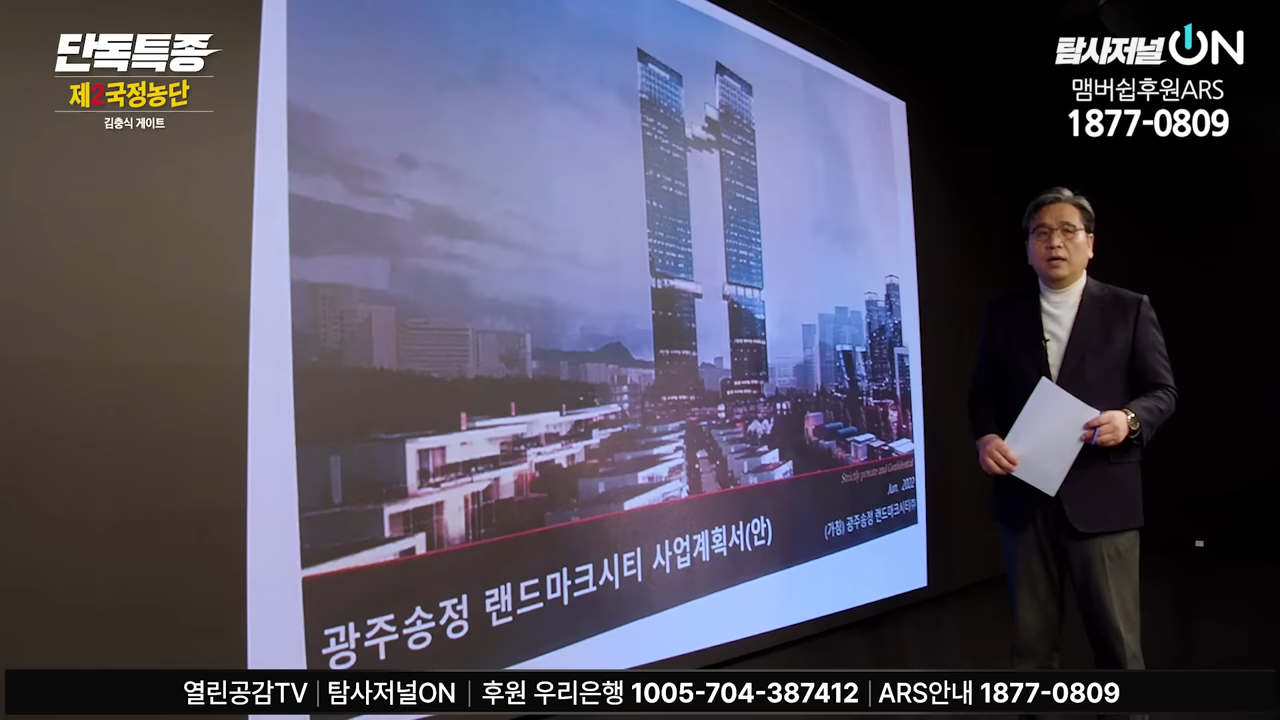 단독특종
제2국정농단
김충식 게이트
탐사저널ON
맴버쉽후원ARS
1877-0809
Strictly private and Confidential
Jun. 2022
(가칭) 광주송정 랜드마크시티㈜
광주송정 랜드마크시티 사업계획서(안)
열린공감TV | 탐사저널ON | 후원 우리은행 1005-704-387412 | ARS안내 1877-0809